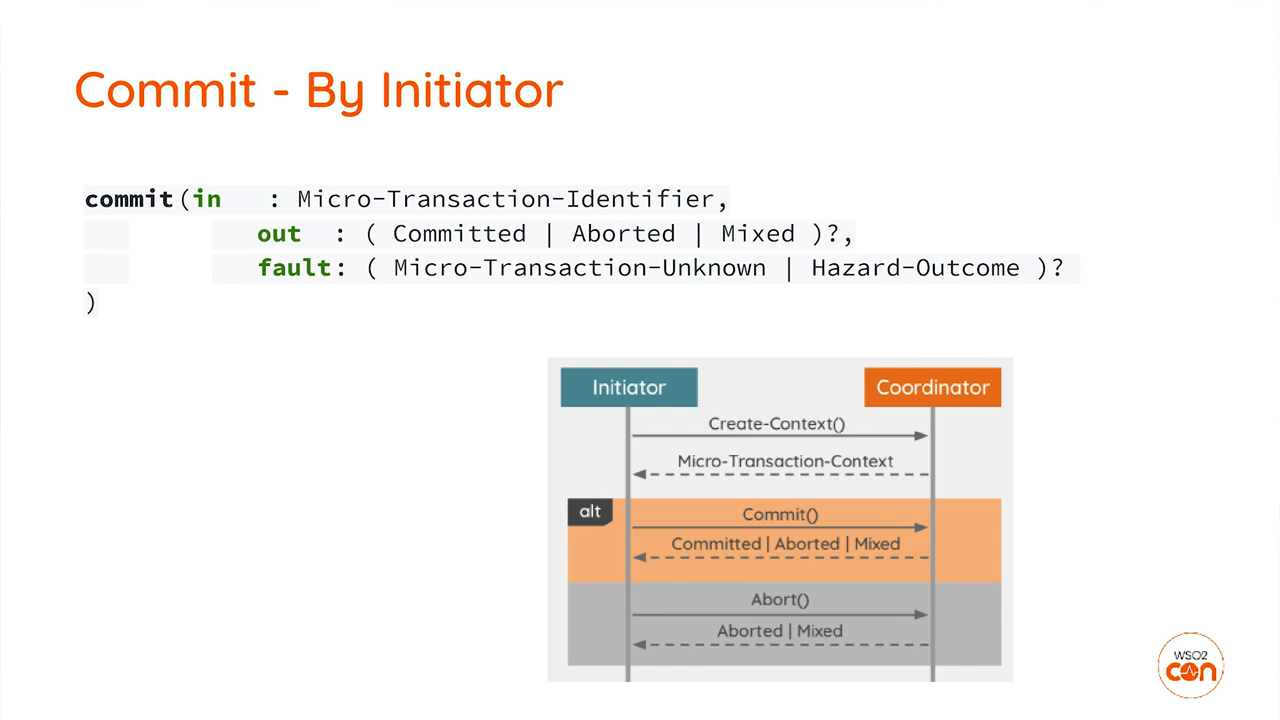 Commit - By Initiator
commit(in : Micro-Transaction-Identifier,
out : ( Committed | Aborted | Mixed )?,
fault: ( Micro-Transaction-Unknown | Hazard-Outcome )?
)
Initiator
Coordinator
Create-Context()
Micro-Transaction-Context
alt
Commit()
Committed | Aborted | Mixed
Abort()
Aborted | Mixed
WSO2
con